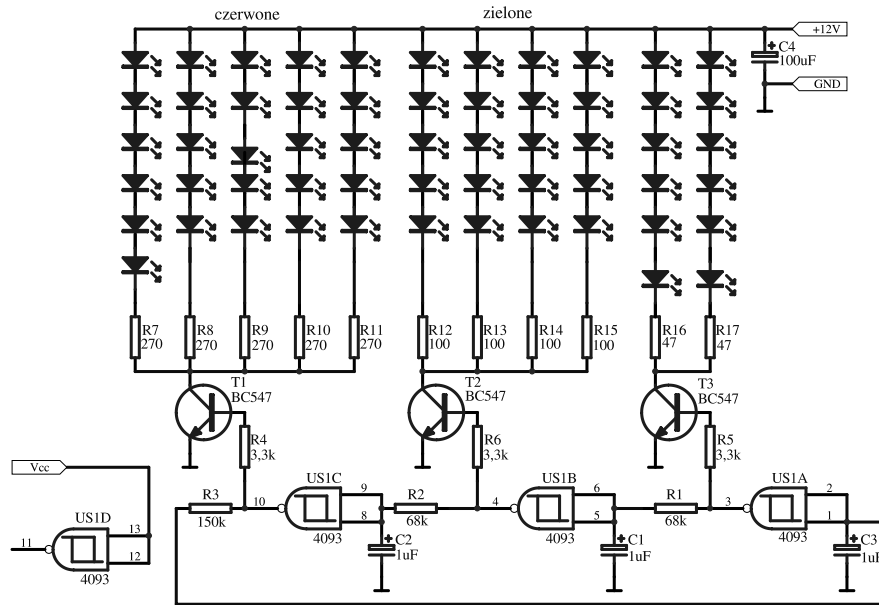 czerwone zielone
+12V
C4
100uF
GND
R7
270
R8
270
R9
270
R10
270
R11
270
R12
100
R13
100
R14
100
R15
100
R16
47
R17
47
T1
BC547
T2
BC547
T3
BC547
R4
3,3k
R6
3,3k
R5
3,3k
Vcc
US1D
13
12
11
4093
R3
150k
10
US1C
9
8
4093
R2
68k
C2
1uF
4
US1B
6
5
4093
R1
68k
C1
1uF
3
US1A
2
1
4093
C3
1uF
+
+
+
+